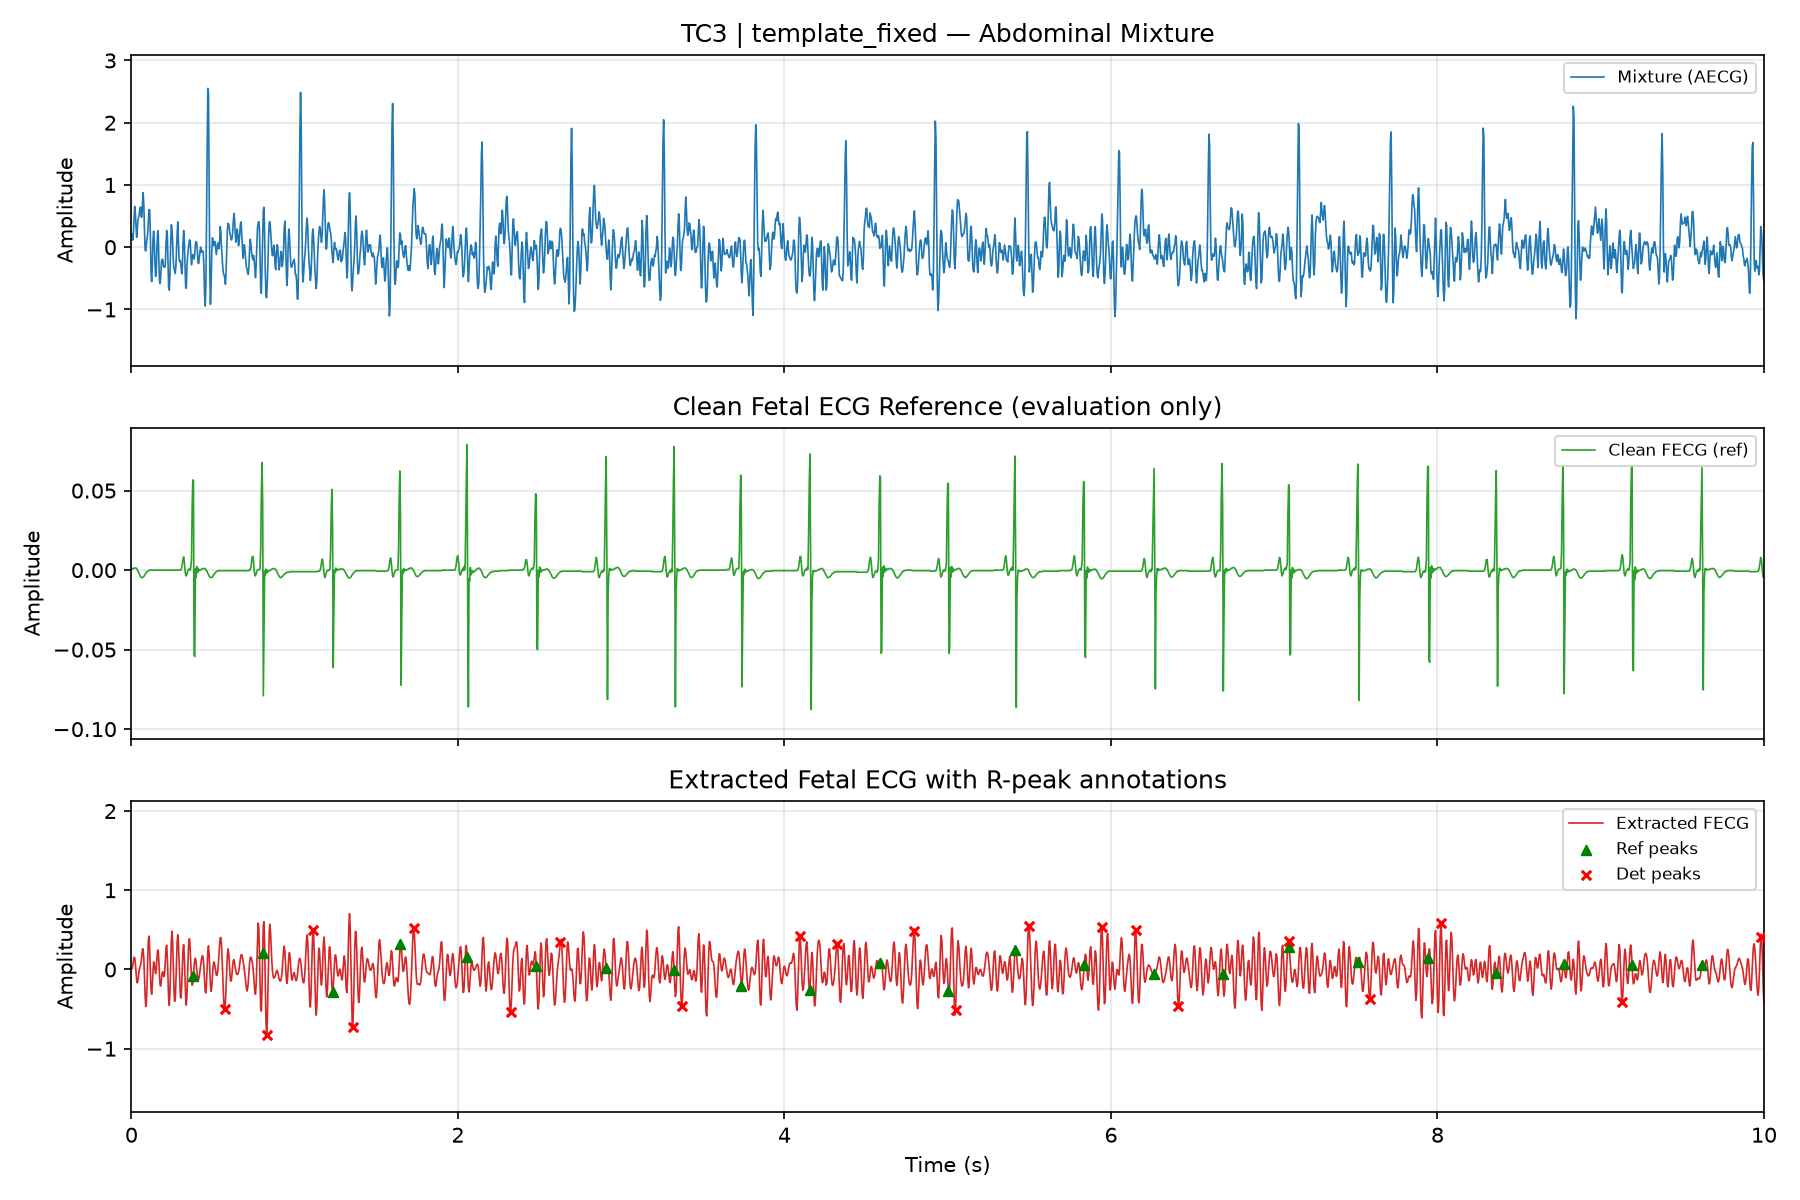 TC3 | template_fixed — Abdominal Mixture
3
2
1
0
−1
Amplitude
Mixture (AECG)
Clean Fetal ECG Reference (evaluation only)
0.05
0.00
−0.05
−0.10
Amplitude
Clean FECG (ref)
Extracted Fetal ECG with R-peak annotations
2
1
0
−1
Amplitude
Extracted FECG
Ref peaks
Det peaks
0 2 4 6 8 10
Time (s)